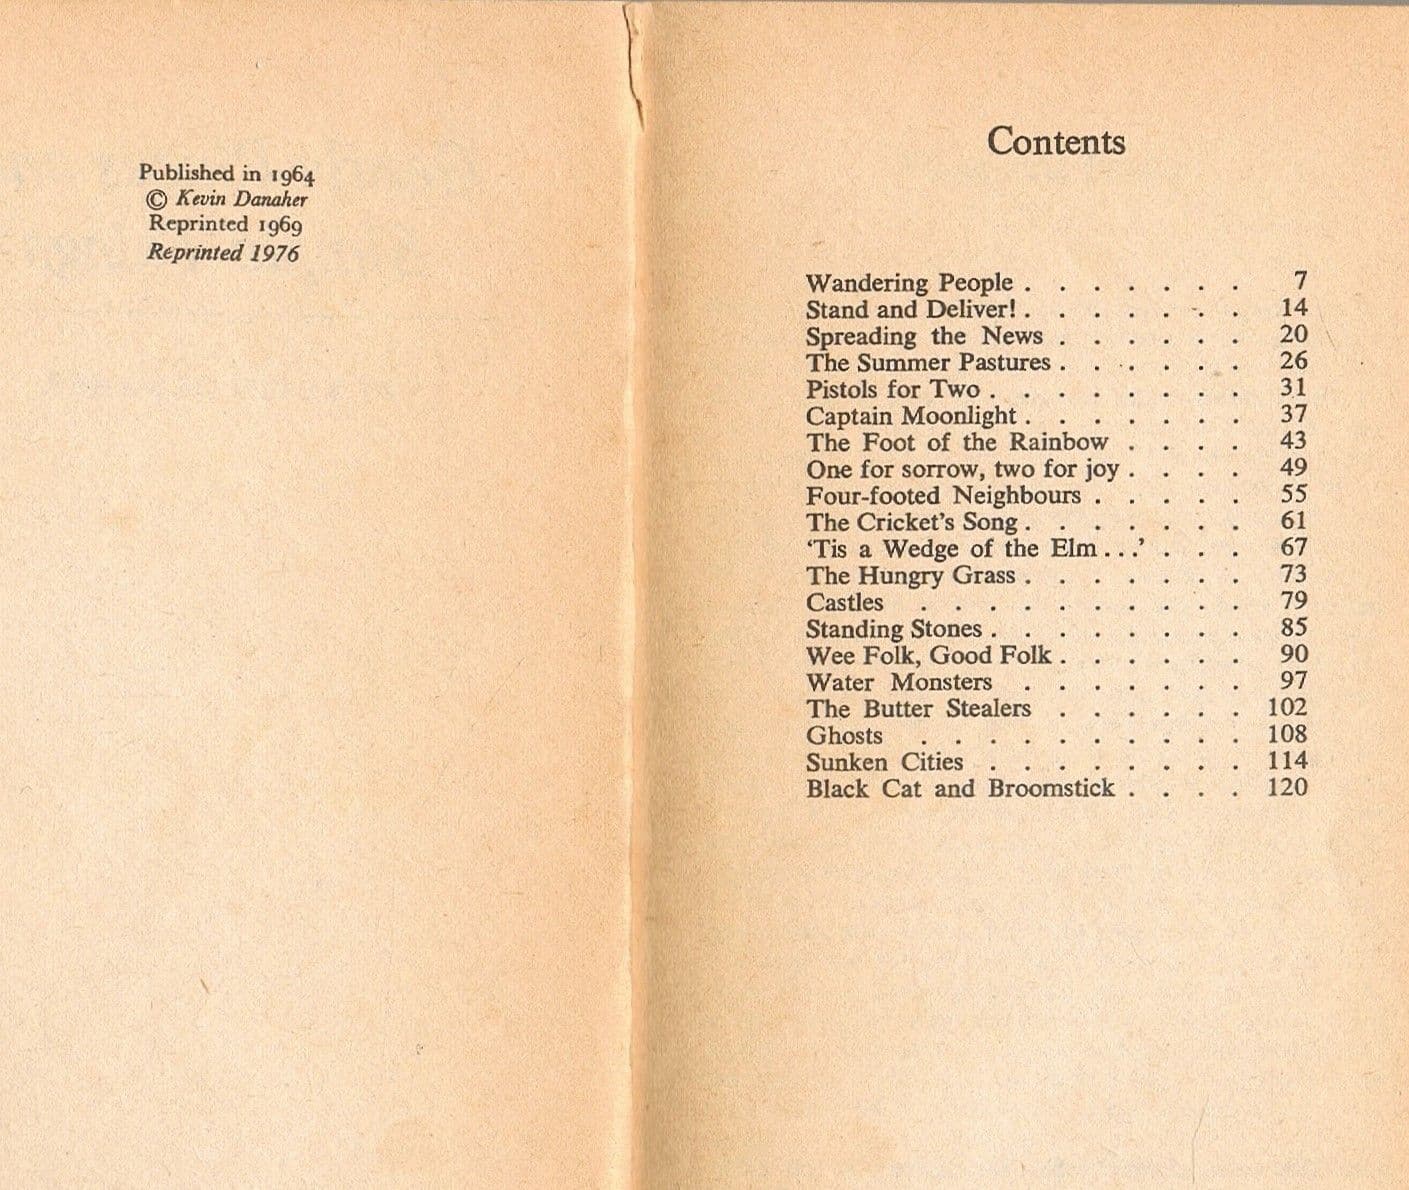 Published in 1964
© Kevin Danaher
Reprinted 1969
Reprinted 1976
Contents
Wandering People . . . . . . . 7
Stand and Deliver! . . . . . . . 14
Spreading the News . . . . . . 20
The Summer Pastures . . . . . . 26
Pistols for Two . . . . . . . . 31
Captain Moonlight . . . . . . . 37
The Foot of the Rainbow . . . . 43
One for sorrow, two for joy . . . . 49
Four-footed Neighbours . . . . . 55
The Cricket's Song . . . . . . . 61
‘Tis a Wedge of the Elm . . .’ . . . 67
The Hungry Grass . . . . . . . 73
Castles . . . . . . . . . . 79
Standing Stones . . . . . . . . 85
Wee Folk, Good Folk . . . . . . 90
Water Monsters . . . . . . . 97
The Butter Stealers . . . . . . 102
Ghosts . . . . . . . . . . 108
Sunken Cities . . . . . . . . 114
Black Cat and Broomstick . . . . 120